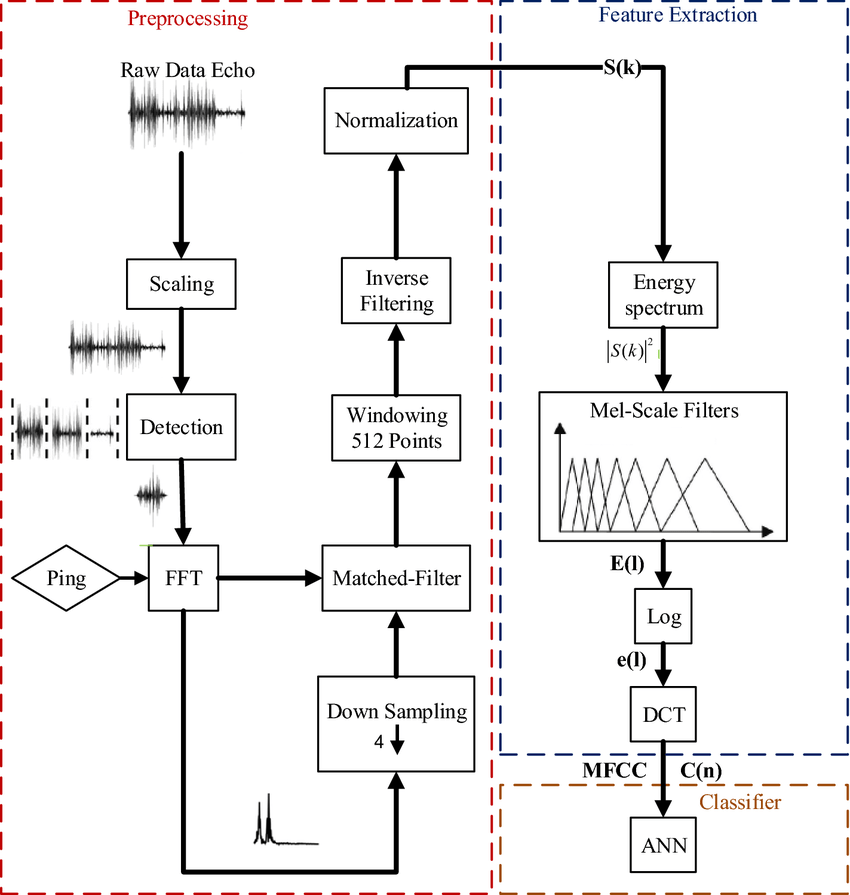 Preprocessing
Raw Data Echo
Scaling
Detection
Ping
FFT
Matched-Filter
Down Sampling
4
Windowing
512 Points
Inverse
Filtering
Normalization
Feature Extraction
S(k)
Energy
spectrum
|S(k)|²
Mel-Scale Filters
E(l)
Log
e(l)
DCT
MFCC C(n)
Classifier
ANN